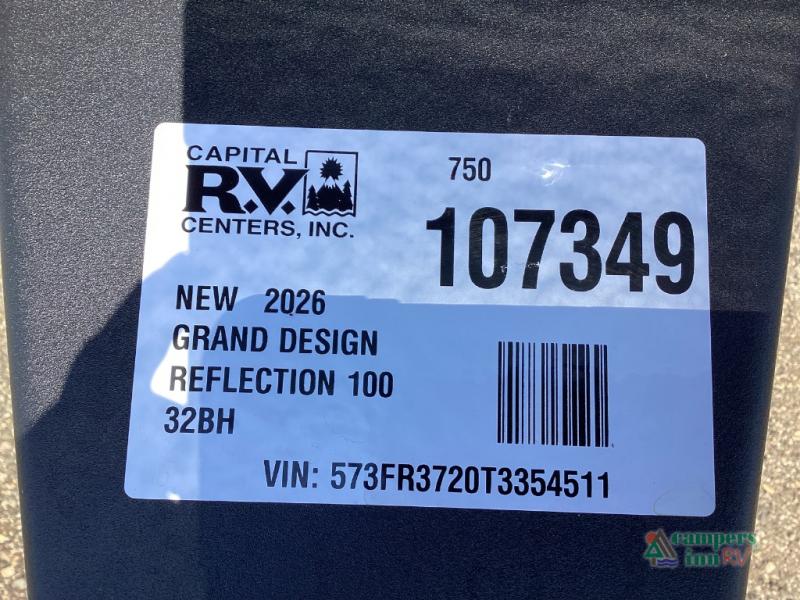 CAPITAL
R.V.
CENTERS, INC.
750
107349
NEW 2026
GRAND DESIGN
REFLECTION 100
32BH
VIN: 573FR3720T3354511
campers
inn RV